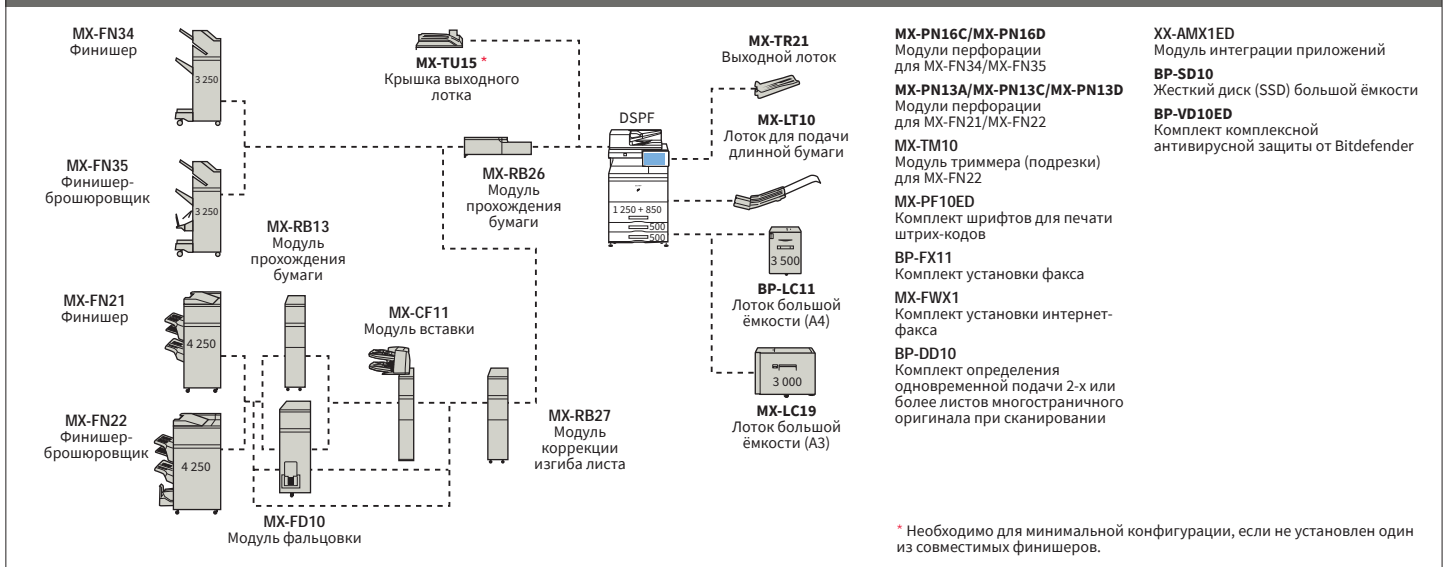 MX-FN34
Финишер
3 250
MX-TU15 *
Крышка выходного
лотка
MX-TR21
Выходной лоток
DSPF
MX-LT10
Лоток для подачи
длинной бумаги
MX-FN35
Финишер-
брошюровщик
3 250
MX-RB26
Модуль
прохождения
бумаги
1 250 + 850
500
500
MX-RB13
Модуль
прохождения
бумаги
3 500
BP-LC11
Лоток большой
ёмкости (A4)
MX-FN21
Финишер
4 250
MX-CF11
Модуль вставки
3 000
MX-LC19
Лоток большой
ёмкости (A3)
MX-FN22
Финишер-
брошюровщик
4 250
MX-RB27
Модуль
коррекции
изгиба листа
MX-FD10
Модуль фальцовки
MX-PN16C/MX-PN16D
Модули перфорации
для MX-FN34/MX-FN35
MX-PN13A/MX-PN13C/MX-PN13D
Модули перфорации
для MX-FN21/MX-FN22
MX-TM10
Модуль триммера (подрезки)
для MX-FN22
MX-PF10ED
Комплект шрифтов для печати
штрих-кодов
BP-FX11
Комплект установки факса
MX-FWX1
Комплект установки интернет-
факса
BP-DD10
Комплект определения
одновременной подачи 2-х или
более листов многостраничного
оригинала при сканировании
XX-AMX1ED
Модуль интеграции приложений
BP-SD10
Жесткий диск (SSD) большой ёмкости
BP-VD10ED
Комплект комплексной
антивирусной защиты от Bitdefender
* Необходимо для минимальной конфигурации, если не установлен один
из совместимых финишеров.